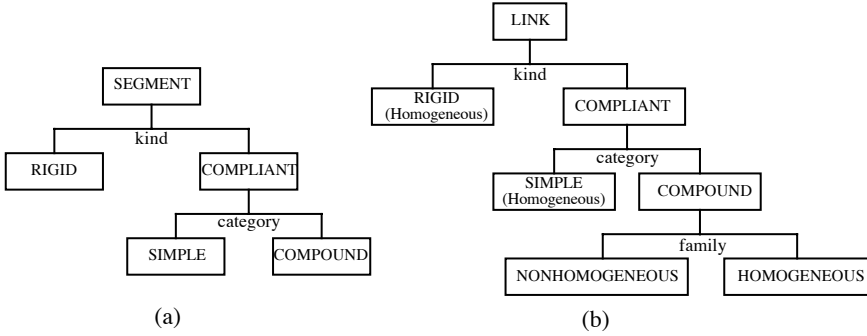 SEGMENT
kind
RIGID
COMPLIANT
category
SIMPLE
COMPOUND
(a)
LINK
kind
RIGID
(Homogeneous)
COMPLIANT
category
SIMPLE
(Homogeneous)
COMPOUND
family
NONHOMOGENEOUS
HOMOGENEOUS
(b)